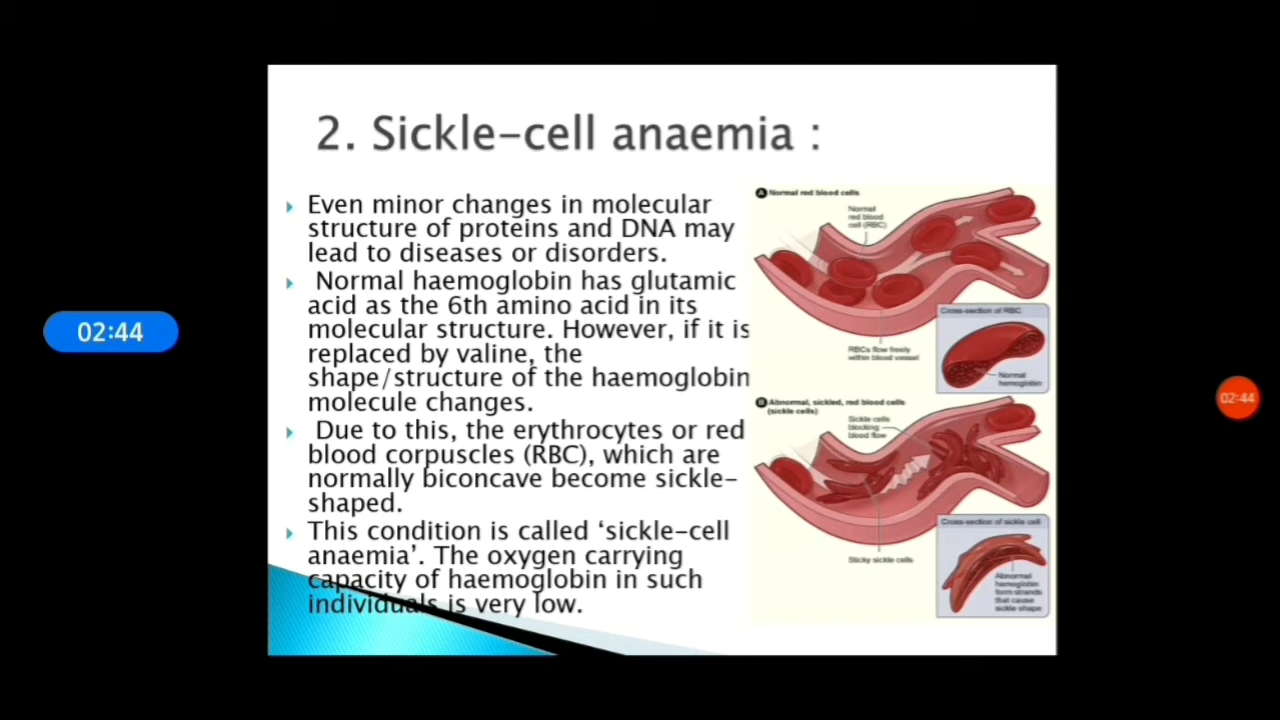 2. Sickle-cell anaemia :
Even minor changes in molecular
structure of proteins and DNA may
lead to diseases or disorders.
Normal haemoglobin has glutamic
acid as the 6th amino acid in its
molecular structure. However, if it is
replaced by valine, the
shape/structure of the haemoglobin
molecule changes.
Due to this, the erythrocytes or red
blood corpuscles (RBC), which are
normally biconcave become sickle-
shaped.
This condition is called ‘sickle-cell
anaemia’. The oxygen carrying
capacity of haemoglobin in such
individuals is very low.
A Normal red blood cells
Normal
red blood
cell (RBC)
Cross-section of RBC
RBCs flow freely
within blood vessel
Normal
hemoglobin
B Abnormal, sickled, red blood cells
(sickle cells)
Sickle cells
blocking
blood flow
Cross-section of sickle cell
Sticky sickle cells
Abnormal
hemoglobin
form strands
that cause
sickle shape
02:44
02:44